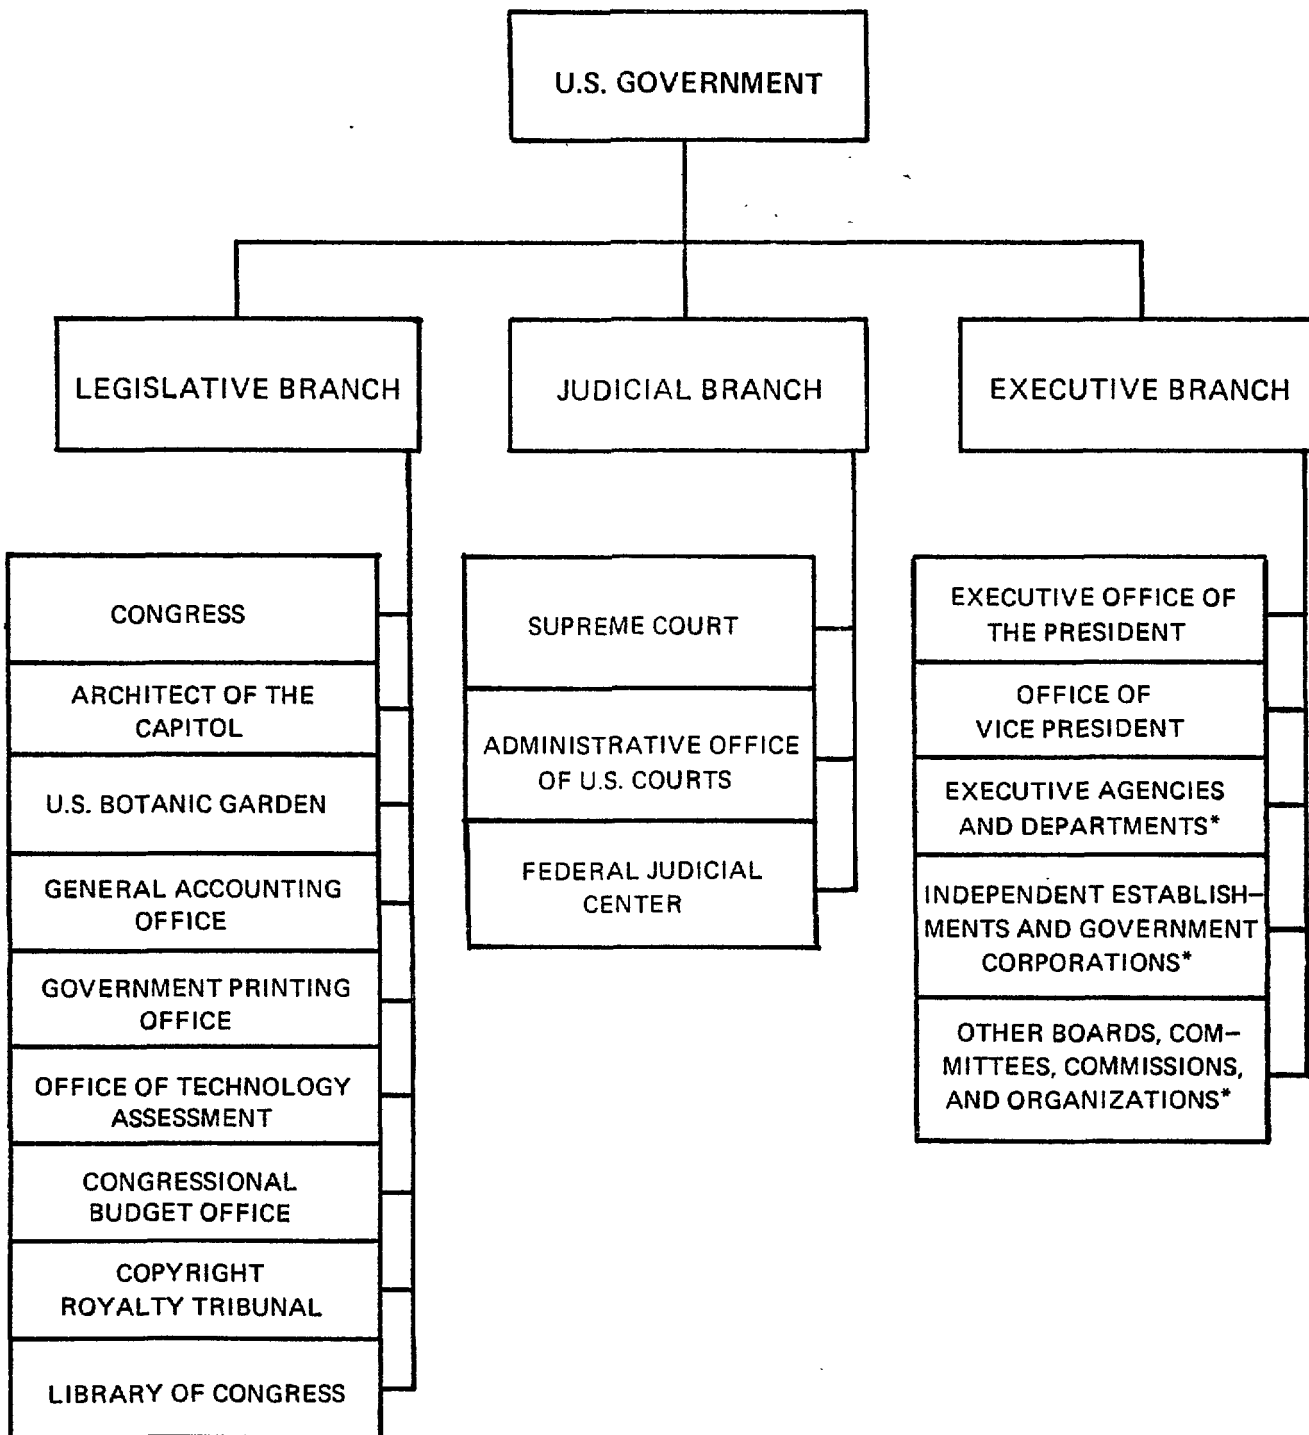 U.S. GOVERNMENT
LEGISLATIVE BRANCH
JUDICIAL BRANCH
EXECUTIVE BRANCH
CONGRESS
ARCHITECT OF THE
CAPITOL
U.S. BOTANIC GARDEN
GENERAL ACCOUNTING
OFFICE
GOVERNMENT PRINTING
OFFICE
OFFICE OF TECHNOLOGY
ASSESSMENT
CONGRESSIONAL
BUDGET OFFICE
COPYRIGHT
ROYALTY TRIBUNAL
LIBRARY OF CONGRESS
SUPREME COURT
ADMINISTRATIVE OFFICE
OF U.S. COURTS
FEDERAL JUDICIAL
CENTER
EXECUTIVE OFFICE OF
THE PRESIDENT
OFFICE OF
VICE PRESIDENT
EXECUTIVE AGENCIES
AND DEPARTMENTS*
INDEPENDENT ESTABLISH–
MENTS AND GOVERNMENT
CORPORATIONS*
OTHER BOARDS, COM–
MITTEES, COMMISSIONS,
AND ORGANIZATIONS*